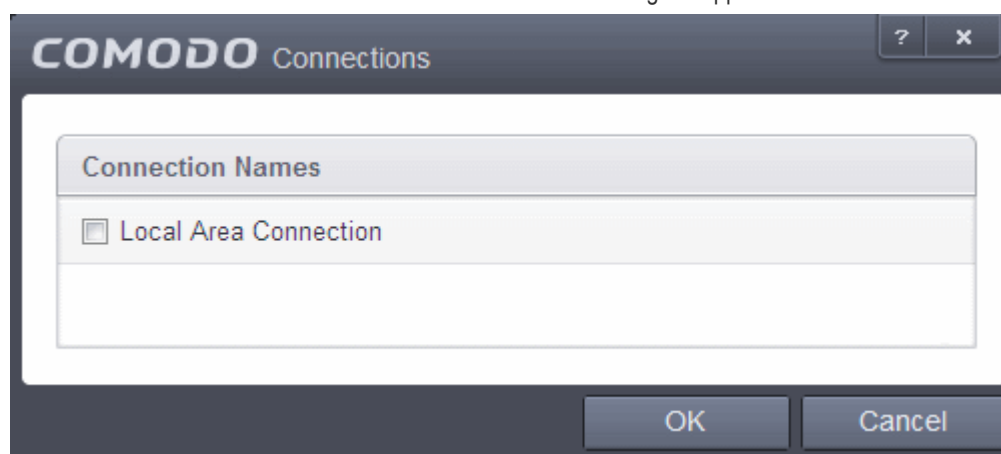 COMODO Connections
? x
Connection Names
Local Area Connection
OK Cancel